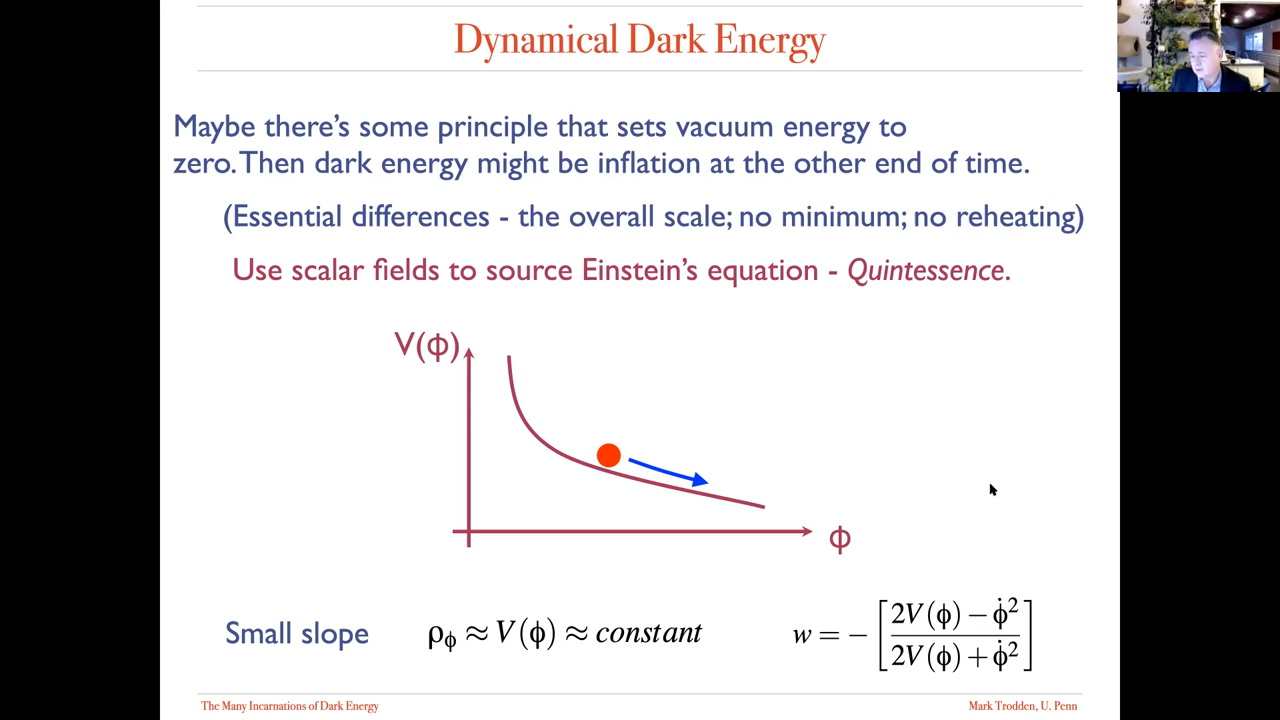 Dynamical Dark Energy
Maybe there's some principle that sets vacuum energy to
zero. Then dark energy might be inflation at the other end of time.
(Essential differences - the overall scale; no minimum; no reheating)
Use scalar fields to source Einstein's equation - Quintessence.
V(ϕ)
ϕ
Small slope
ρ_ϕ ≈ V(ϕ) ≈ constant
w = −[2V(ϕ) − ϕ̇² / 2V(ϕ) + ϕ̇²]
The Many Incarnations of Dark Energy
Mark Trodden, U. Penn